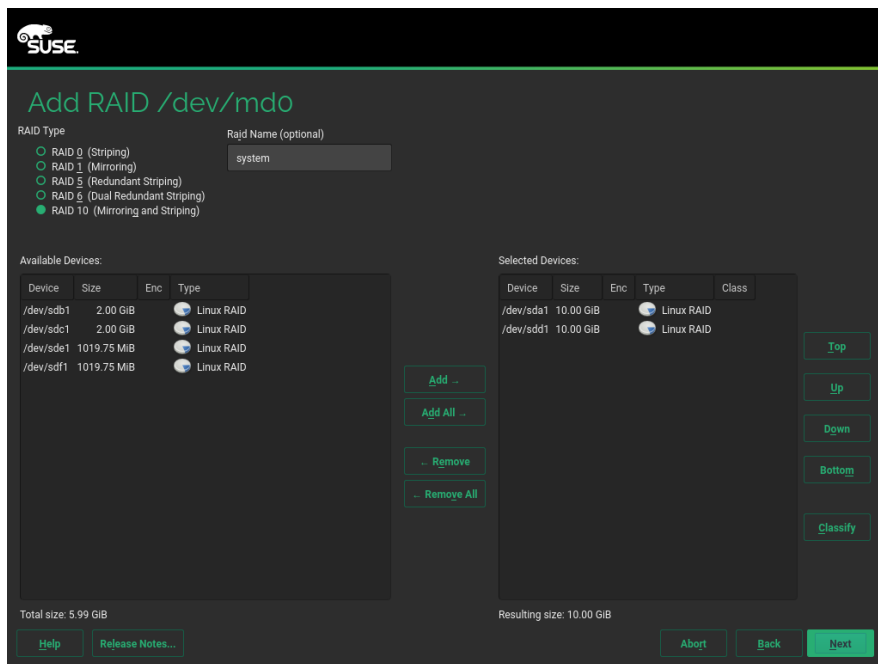 SUSE.
Add RAID /dev/md0
RAID Type
Raid Name (optional)
RAID 0 (Striping)
system
RAID 1 (Mirroring)
RAID 5 (Redundant Striping)
RAID 6 (Dual Redundant Striping)
RAID 10 (Mirroring and Striping)
Available Devices:
Device Size Enc Type
/dev/sdb1 2.00 GiB Linux RAID
/dev/sdc1 2.00 GiB Linux RAID
/dev/sde1 1019.75 MiB Linux RAID
/dev/sdf1 1019.75 MiB Linux RAID
Total size: 5.99 GiB
Add →
Add All →
← Remove
← Remove All
Selected Devices:
Device Size Enc Type Class
/dev/sda1 10.00 GiB Linux RAID
/dev/sdd1 10.00 GiB Linux RAID
Resulting size: 10.00 GiB
Top
Up
Down
Bottom
Classify
Help Release Notes... Abort Back Next